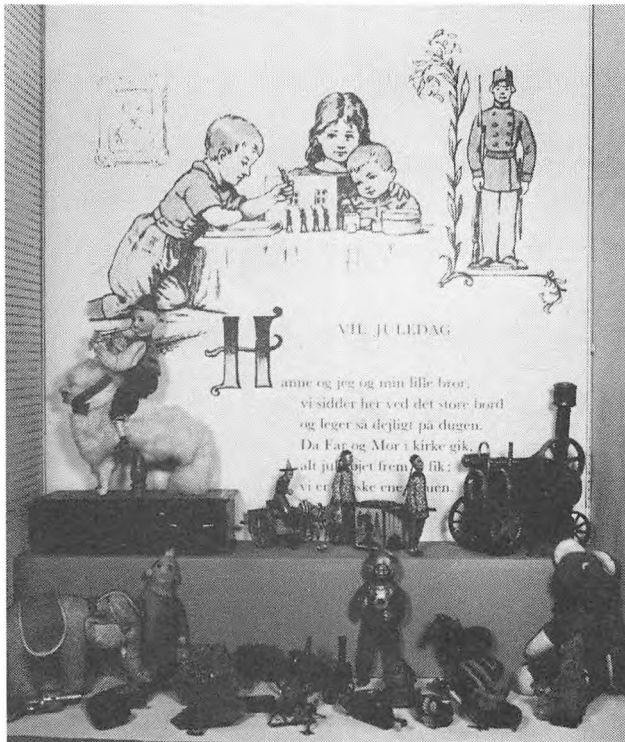 VII. JULEDAG
Hanne og jeg og min lille bror,
vi sidder her ved det store bord
og leger så dejligt på dugen.
Da Far og Mor i kirke gik,
alt frem fik;
vi er